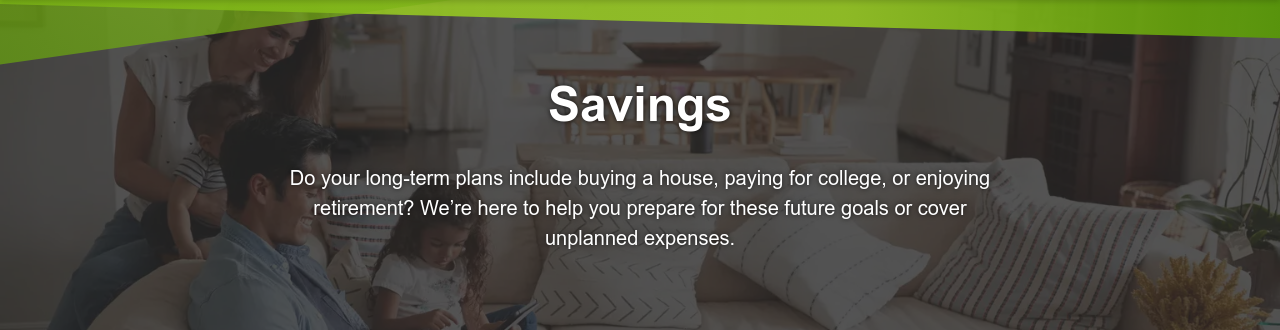 Savings
Do your long-term plans include buying a house, paying for college, or enjoying
retirement? We’re here to help you prepare for these future goals or cover
unplanned expenses.